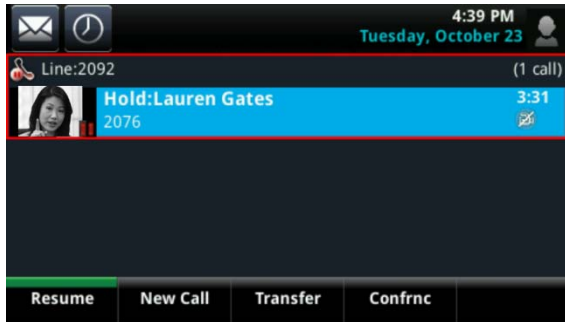 4:39 PM
Tuesday, October 23
Line:2092 (1 call)
Hold:Lauren Gates 3:31
2076
Resume New Call Transfer Confrnc